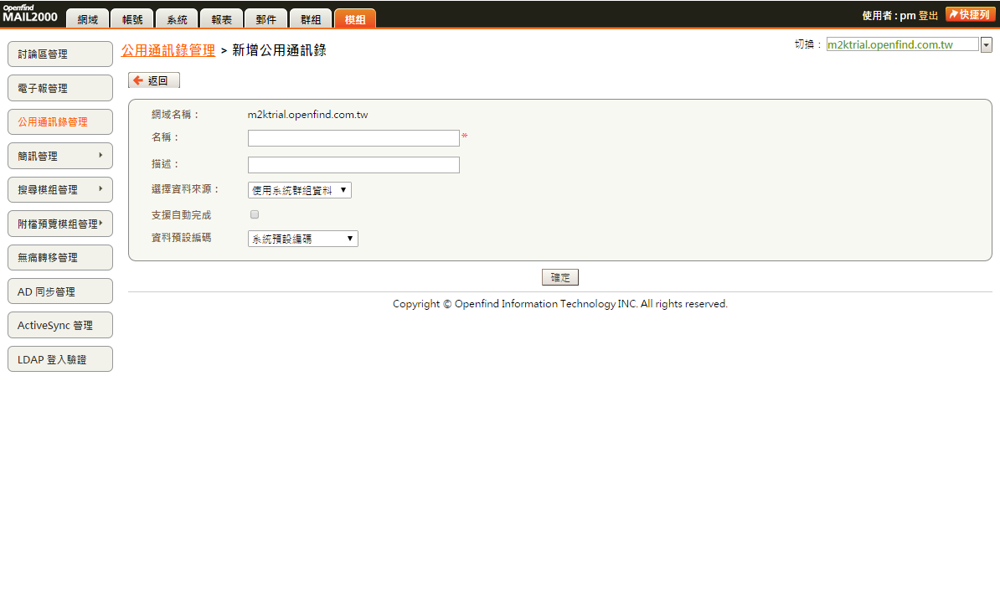 Openfind
MAIL2000
網域 帳號 系統 報表 郵件 群組 模組
使用者 : pm 登出 快捷列
切換： m2ktrial.openfind.com.tw
公用通訊錄管理 > 新增公用通訊錄
返回
討論區管理
電子報管理
公用通訊錄管理
簡訊管理
搜尋模組管理
附檔預覽模組管理
無痛轉移管理
AD 同步管理
ActiveSync 管理
LDAP 登入驗證
網域名稱： m2ktrial.openfind.com.tw
名稱： *
描述：
選擇資料來源： 使用系統群組資料
支援自動完成
資料預設編碼 系統預設編碼
確定
Copyright © Openfind Information Technology INC. All rights reserved.